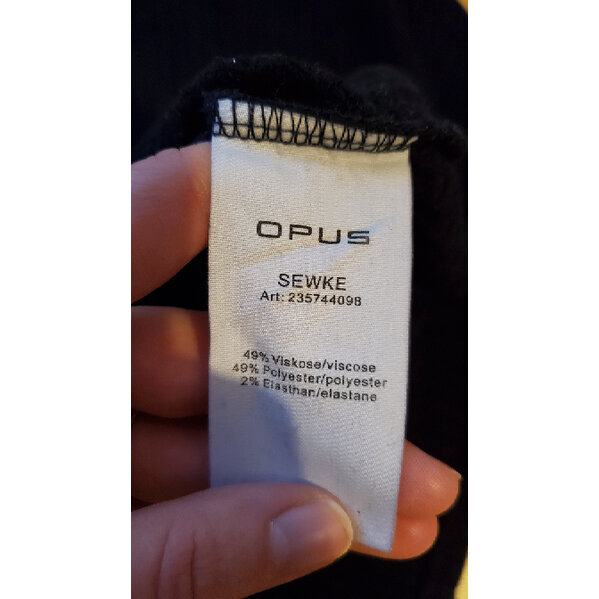 OPUS
SEWKE
Art: 235744098
49% Viskose/viscose
49% Polyester/polyester
2% Elasthan/elastane